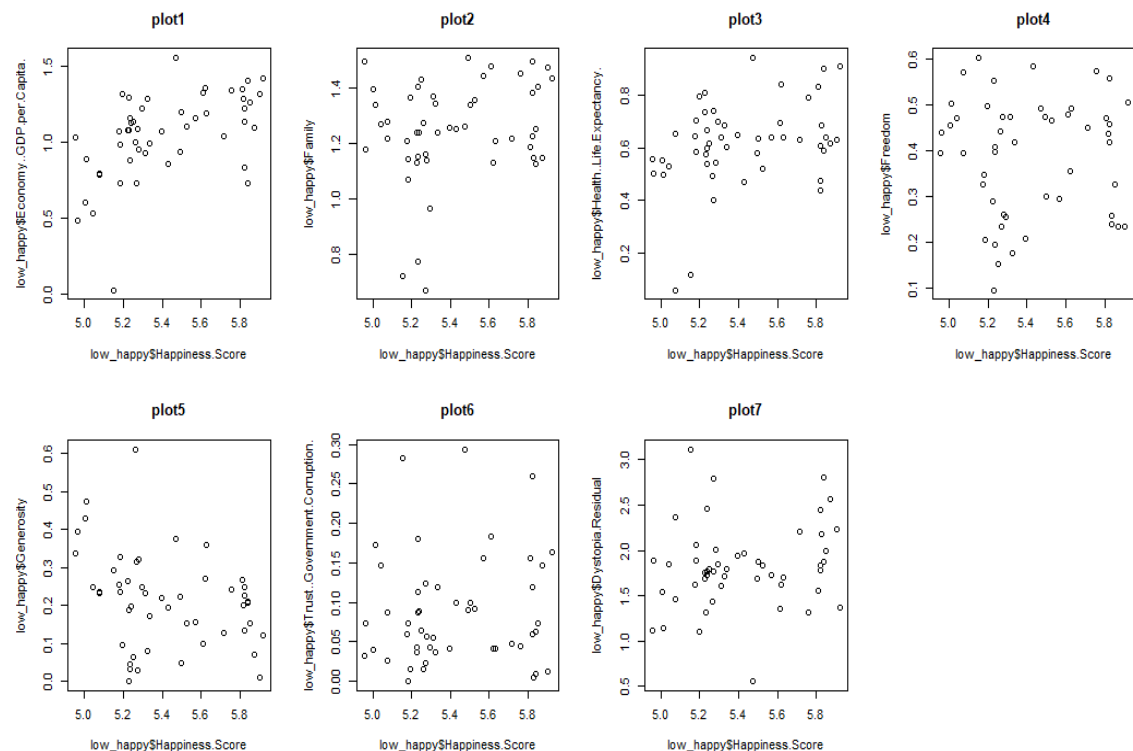 plot1
plot2
plot3
plot4
low_happy$Economy..GDP.per.Capita.
0.0 0.5 1.0 1.5
5.0 5.2 5.4 5.6 5.8
low_happy$Happiness.Score
low_happy$Family
0.8 1.0 1.2 1.4
5.0 5.2 5.4 5.6 5.8
low_happy$Happiness.Score
low_happy$Health..Life.Expectancy.
0.2 0.4 0.6 0.8
5.0 5.2 5.4 5.6 5.8
low_happy$Happiness.Score
low_happy$Freedom
0.1 0.2 0.3 0.4 0.5 0.6
5.0 5.2 5.4 5.6 5.8
low_happy$Happiness.Score
plot5
plot6
plot7
low_happy$Generosity
0.0 0.1 0.2 0.3 0.4 0.5 0.6
5.0 5.2 5.4 5.6 5.8
low_happy$Happiness.Score
low_happy$Trust..Government.Corruption.
0.00 0.05 0.10 0.15 0.20 0.25 0.30
5.0 5.2 5.4 5.6 5.8
low_happy$Happiness.Score
low_happy$Dystopia.Residual
0.5 1.0 1.5 2.0 2.5 3.0
5.0 5.2 5.4 5.6 5.8
low_happy$Happiness.Score